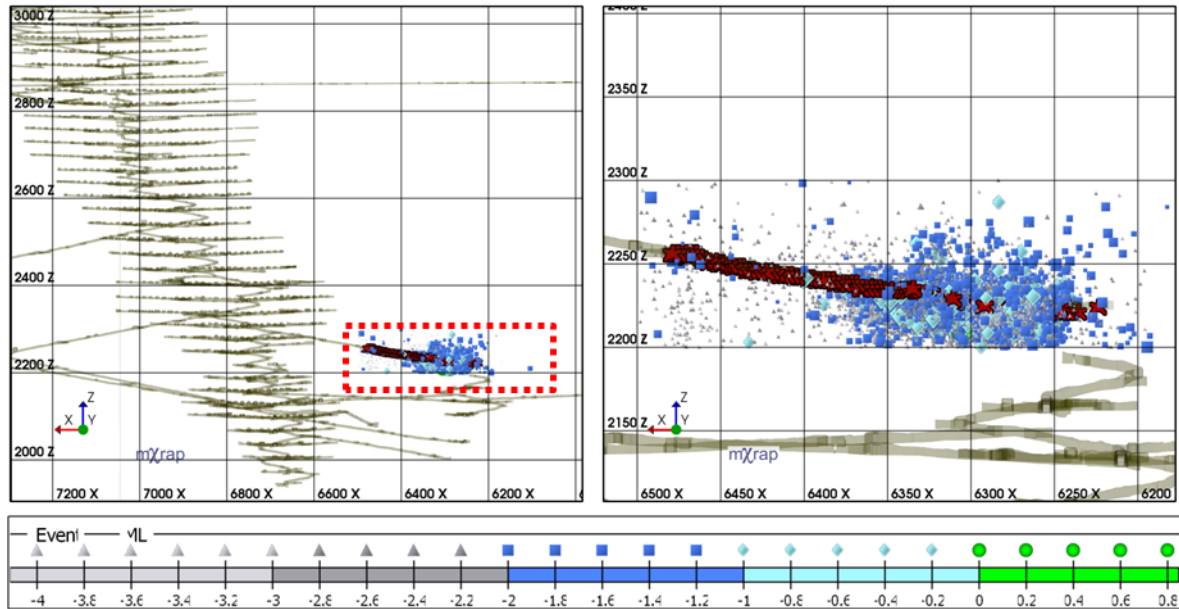 3000 Z
2800 Z
2600 Z
2400 Z
2200 Z
2000 Z
Z
X
Y
mχrap
7200 X 7000 X 6800 X 6600 X 6400 X 6200 X
2400 Z
2350 Z
2300 Z
2250 Z
2200 Z
2150 Z
Z
X
Y
mχrap
6500 X 6450 X 6400 X 6350 X 6300 X 6250 X 6200 X
Event ML
-4 -3.8 -3.6 -3.4 -3.2 -3 -2.8 -2.6 -2.4 -2.2 -2 -1.8 -1.6 -1.4 -1.2 -1 -0.8 -0.6 -0.4 -0.2 0 0.2 0.4 0.6 0.8